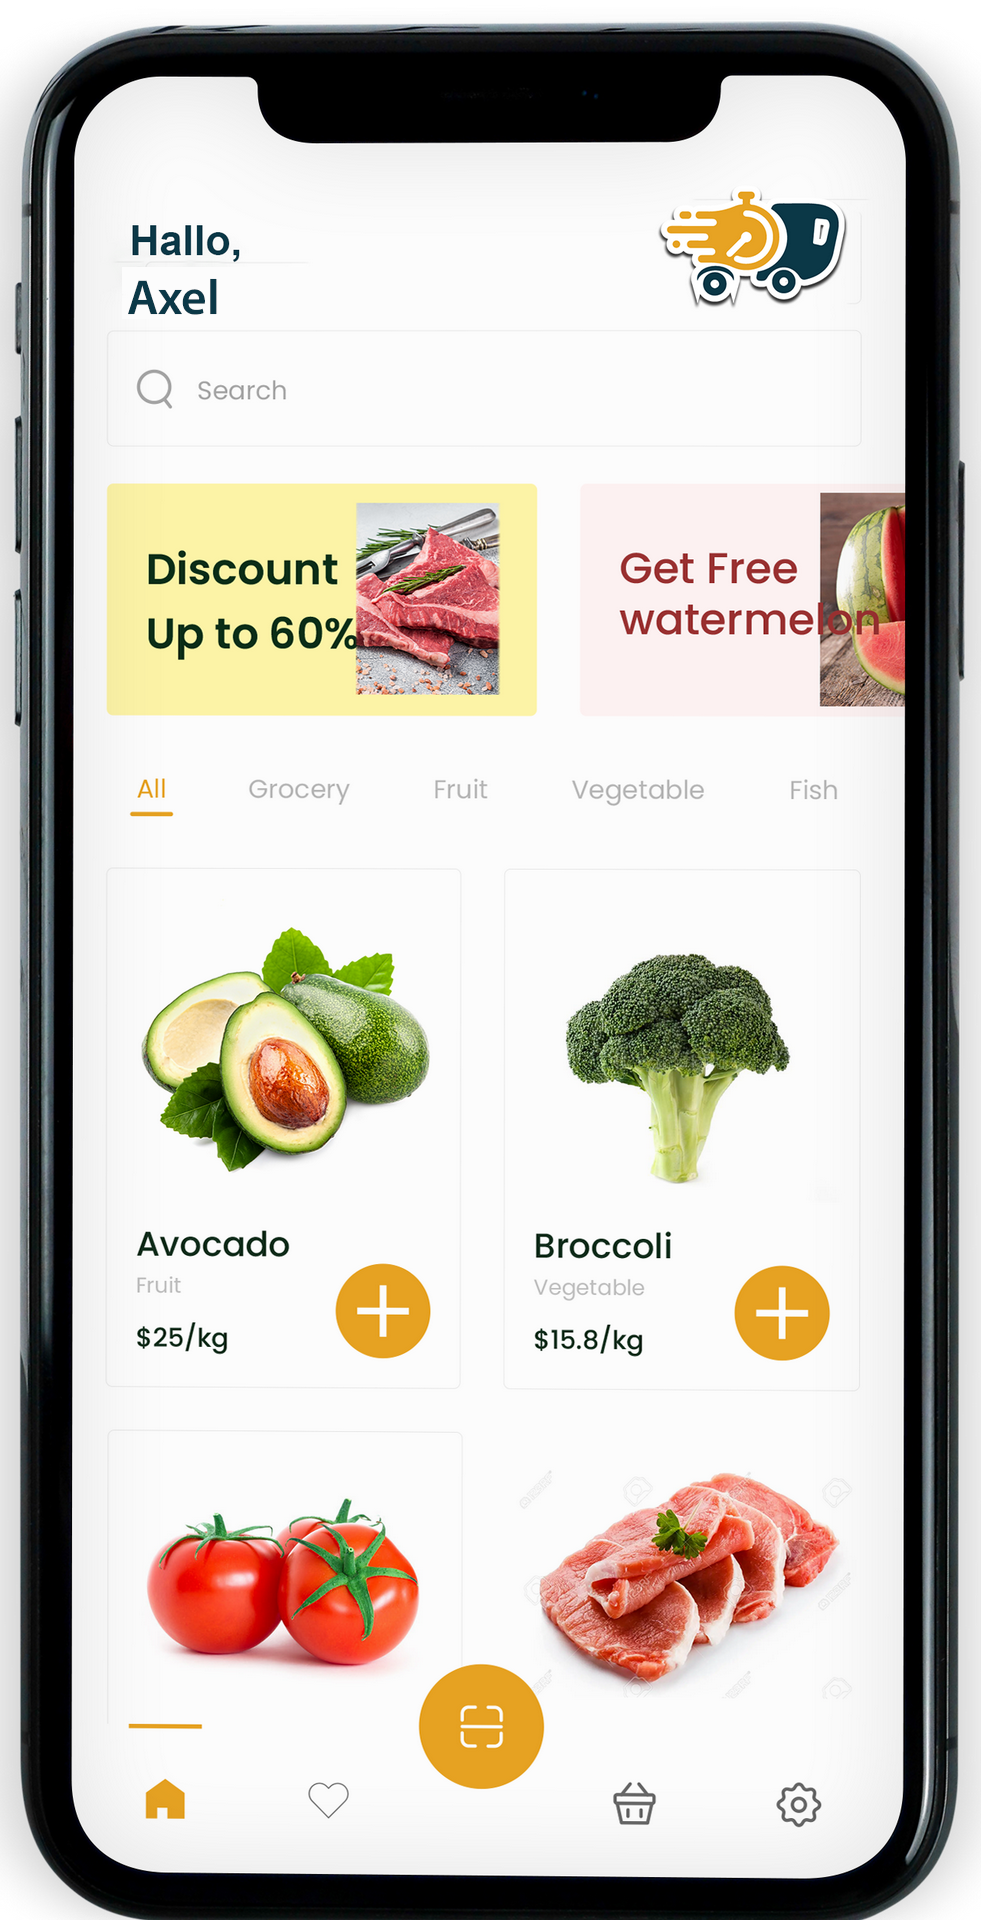 Hallo,
Axel
Search
Discount
Up to 60%
Get Free
watermelon
All Grocery Fruit Vegetable Fish
Avocado
Fruit
$25/kg
Broccoli
Vegetable
$15.8/kg